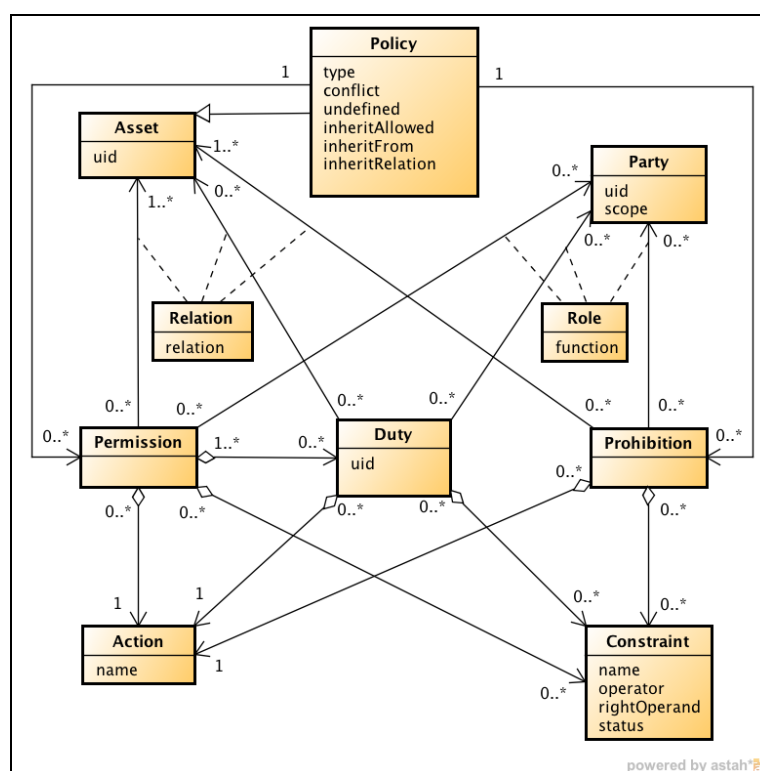 Policy
type
conflict
undefined
inheritAllowed
inheritFrom
inheritRelation
1
1
Asset
uid
1..*
0..*
1..*
Party
uid
scope
0..*
0..*
0..*
Relation
relation
Role
function
0..*
0..*
0..*
0..*
0..*
0..*
0..*
0..*
Permission
1..*
0..*
Duty
uid
Prohibition
0..*
0..*
0..*
0..*
0..*
0..*
1
1
0..*
0..*
Action
name
1
0..*
Constraint
name
operator
rightOperand
status
powered by astah*